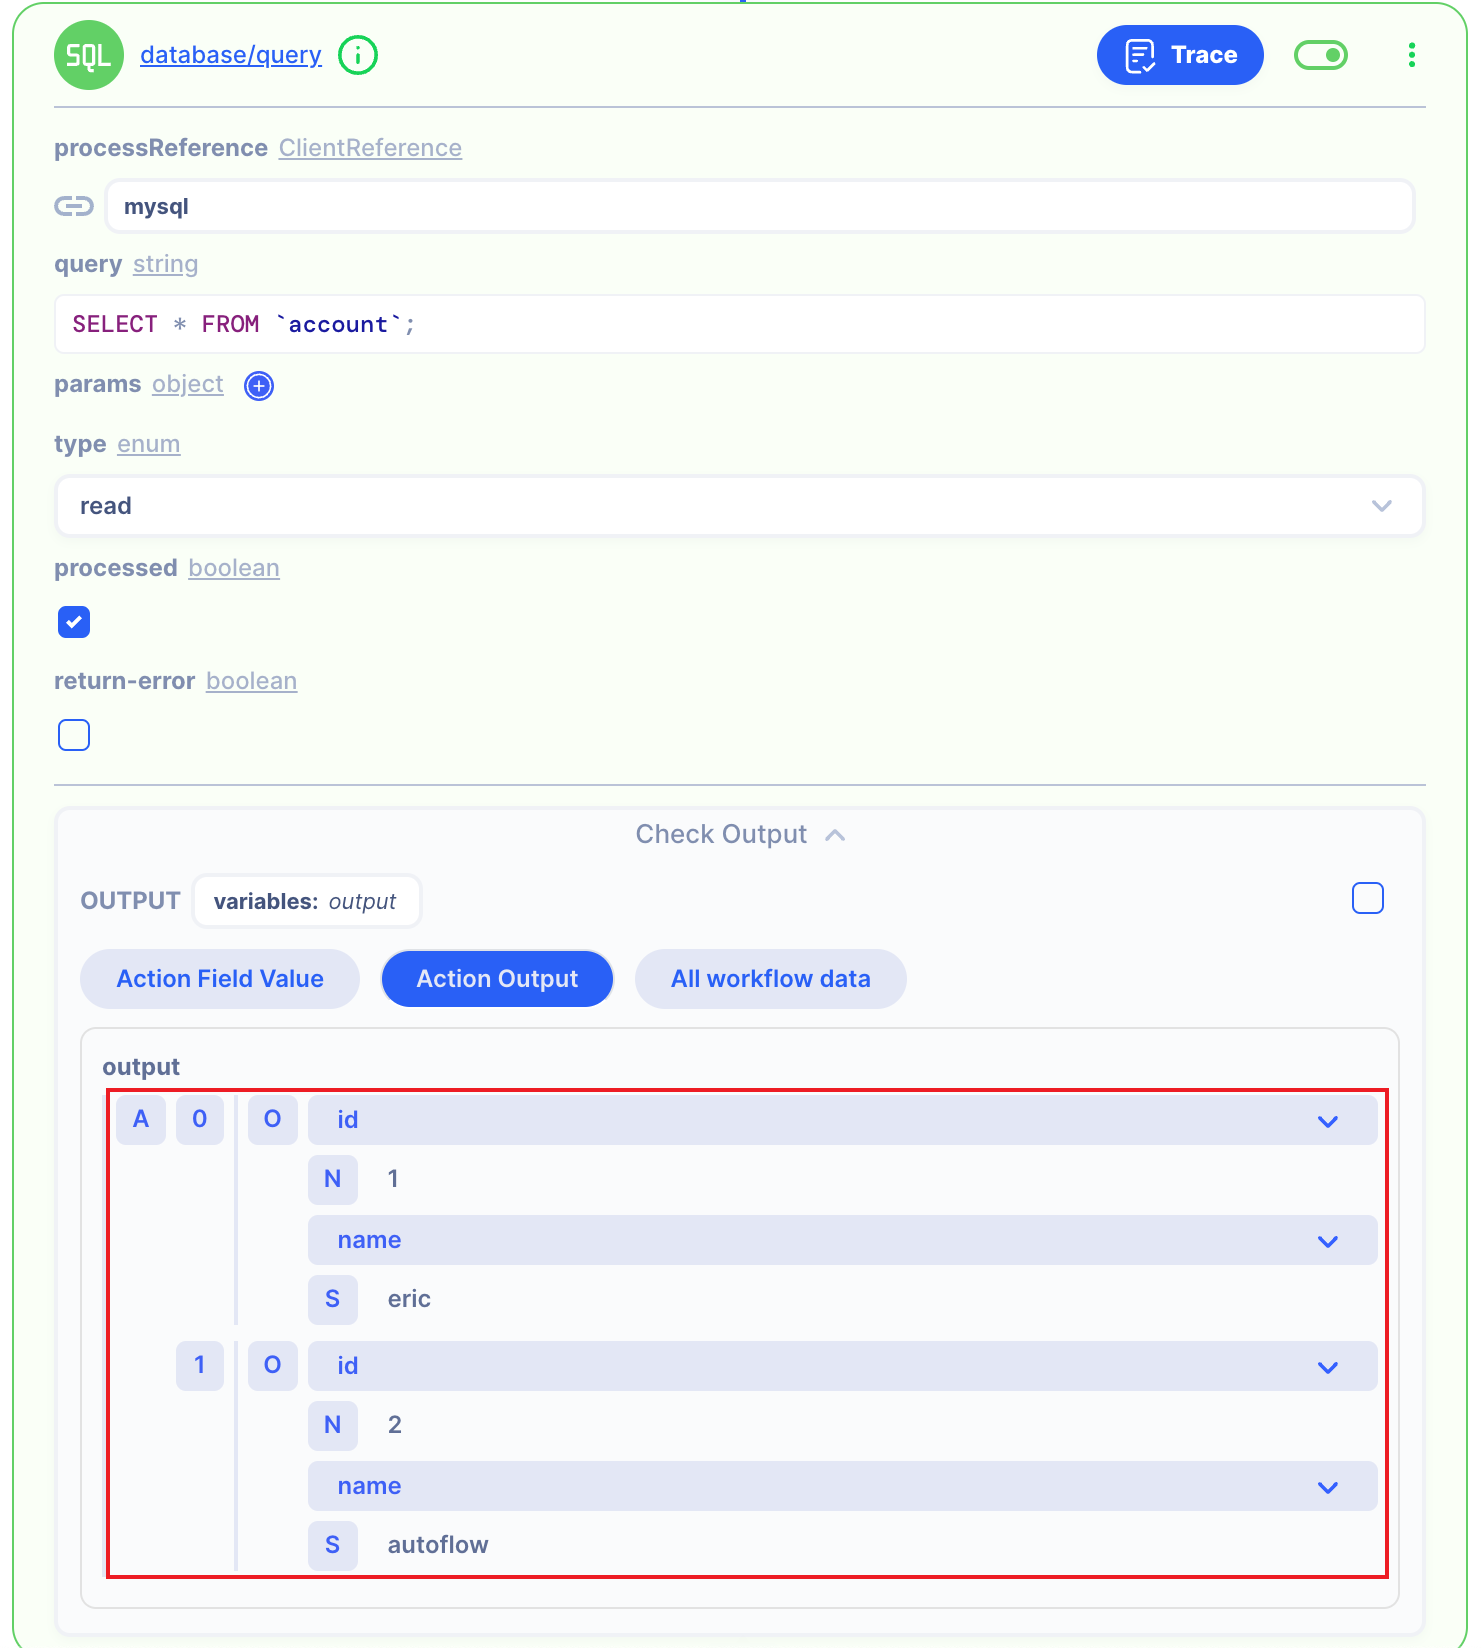 SQL database/query Trace
processReference ClientReference
mysql
query string
SELECT * FROM `account`;
params object
type enum
read
processed boolean
return-error boolean
Check Output
OUTPUT variables: output
Action Field Value Action Output All workflow data
output
A 0 O id
N 1
name
S eric
1 O id
N 2
name
S autoflow